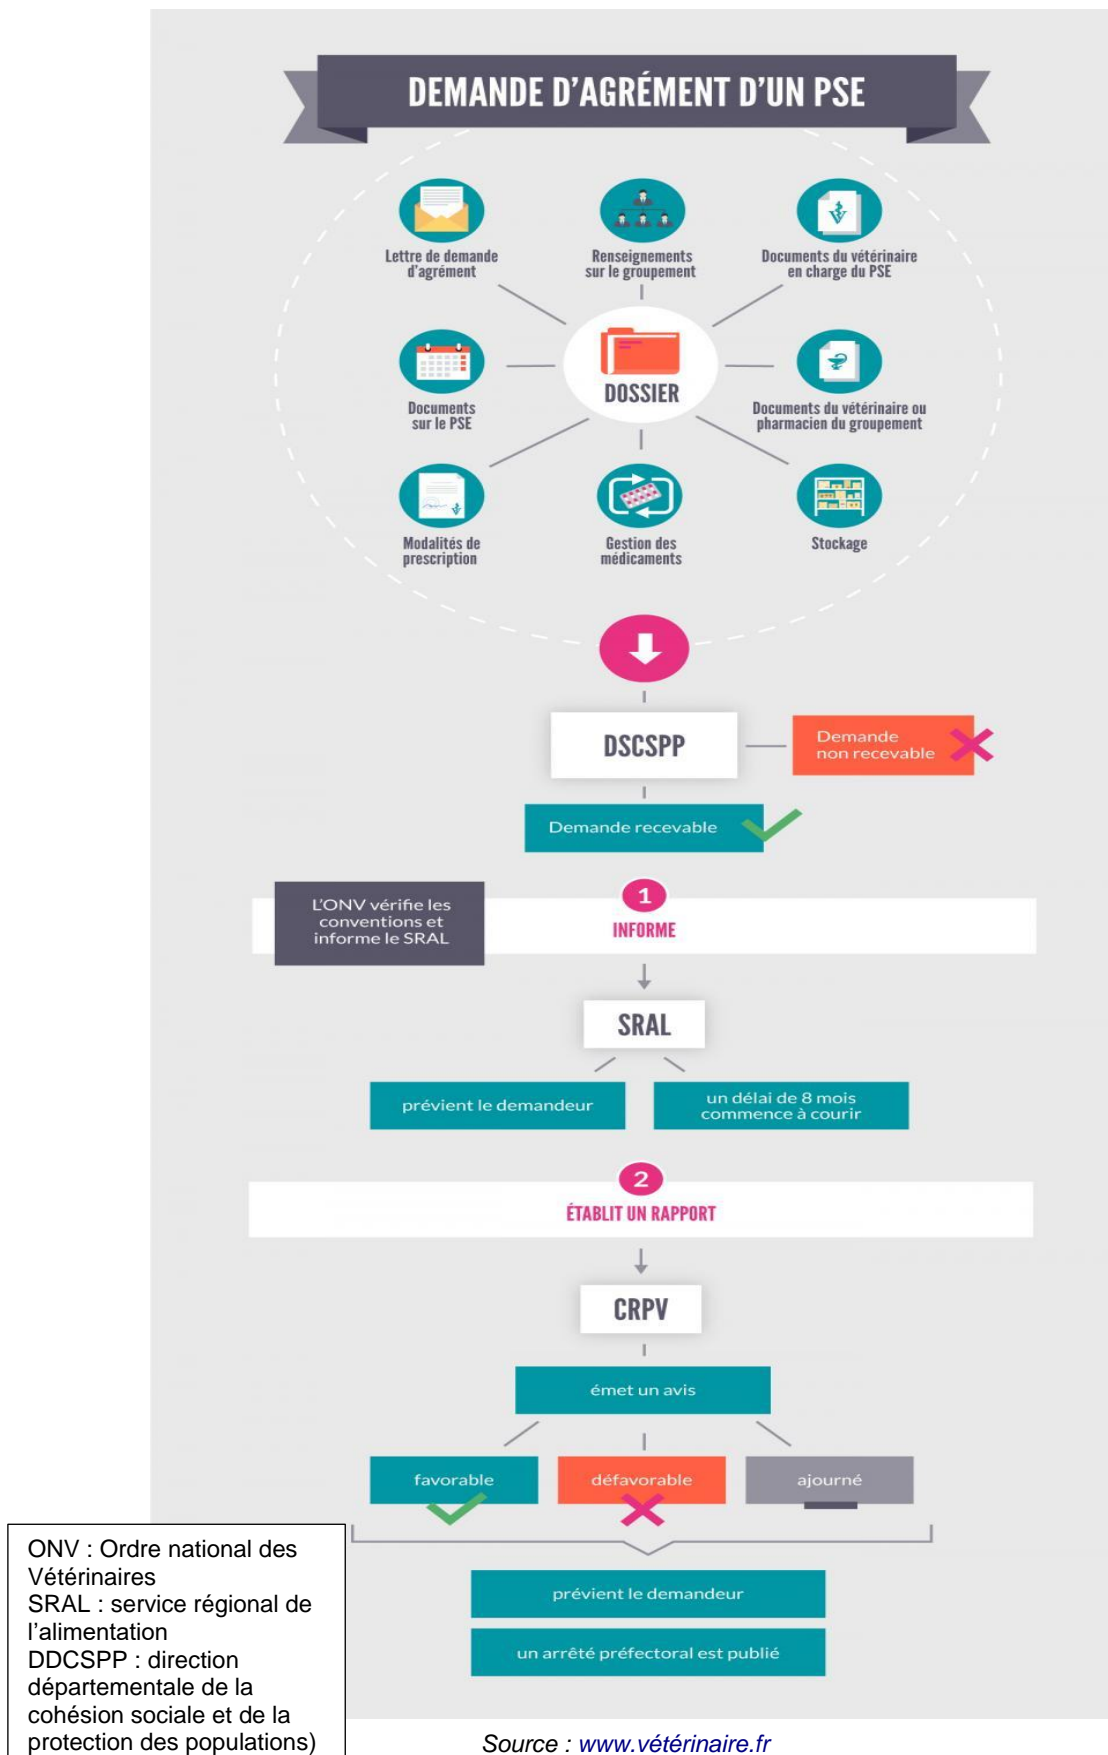 DEMANDE D'AGRÉMENT D'UN PSE
Lettre de demande
d'agrément
Renseignements
sur le groupement
Documents du vétérinaire
en charge du PSE
Documents
sur le PSE
DOSSIER
Documents du vétérinaire ou
pharmacien du groupement
Modalités de
prescription
Gestion des
médicaments
Stockage
DSCSPP
Demande
non recevable
Demande recevable
L'ONV vérifie les
conventions et
informe le SRAL
1
INFORME
SRAL
prévient le demandeur
un délai de 8 mois
commence à courir
2
ÉTABLIT UN RAPPORT
CRPV
émet un avis
favorable
défavorable
ajourné
prévient le demandeur
un arrêté préfectoral est publié
ONV : Ordre national des
Vétérinaires
SRAL : service régional de
l'alimentation
DDCSPP : direction
départementale de la
cohésion sociale et de la
protection des populations)
Source : www.vétérinaire.fr